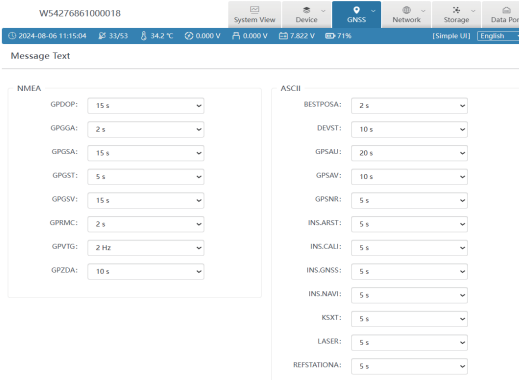 WS4276861000018
System View
Device
GNSS
Network
Storage
Data Por
2024-08-06 11:15:04 33/53 34.2 ℃ 0.000 V 0.000 V 7.822 V 71% [Simple UI] English
Message Text
NMEA
GPDOP: 15 s
GPGGA: 2 s
GPGSA: 15 s
GPGST: 5 s
GPGSV: 15 s
GPRMC: 2 s
GPVTG: 2 Hz
GPZDA: 10 s
ASCII
BESTPOSA: 2 s
DEVST: 10 s
GPSAU: 20 s
GPSAV: 10 s
GPSNR: 5 s
INS.ARST: 5 s
INS.CALI: 5 s
INS.GNSS: 5 s
INS.NAVI: 5 s
KSXT: 5 s
LASER: 5 s
REFSTATIONA: 5 s